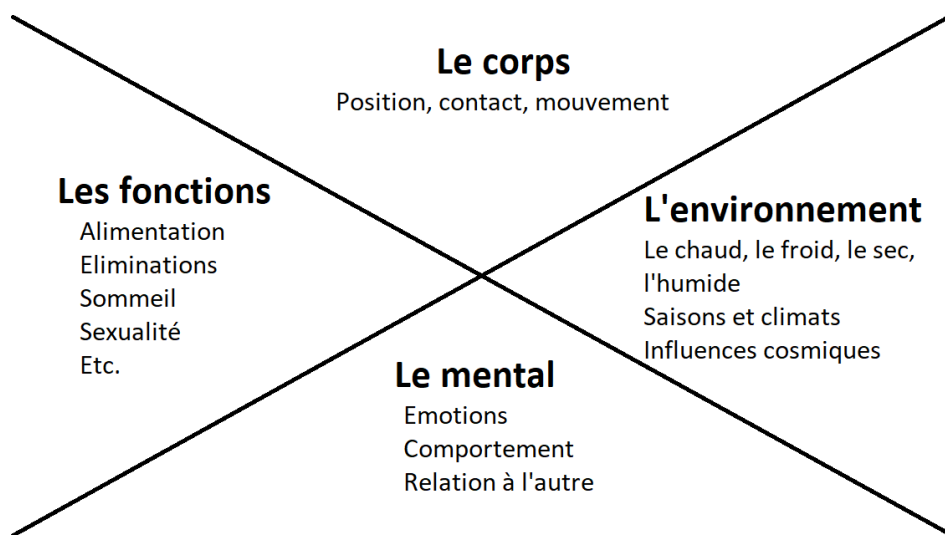 Le corps
Position, contact, mouvement
Les fonctions
Alimentation
Eliminations
Sommeil
Sexualité
Etc.
L'environnement
Le chaud, le froid, le sec,
l'humide
Saisons et climats
Influences cosmiques
Le mental
Emotions
Comportement
Relation à l'autre